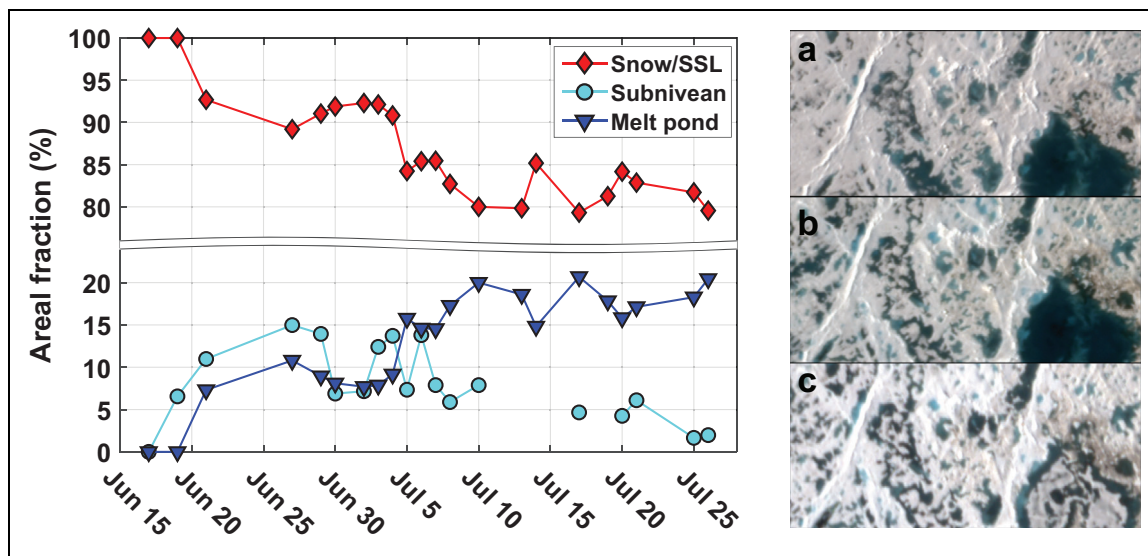 100
95
90
85
80
20
15
10
5
0
Areal fraction (%)
Snow/SSL
Subnivean
Melt pond
Jun 15
Jun 20
Jun 25
Jun 30
Jul 5
Jul 10
Jul 15
Jul 20
Jul 25
a
b
c